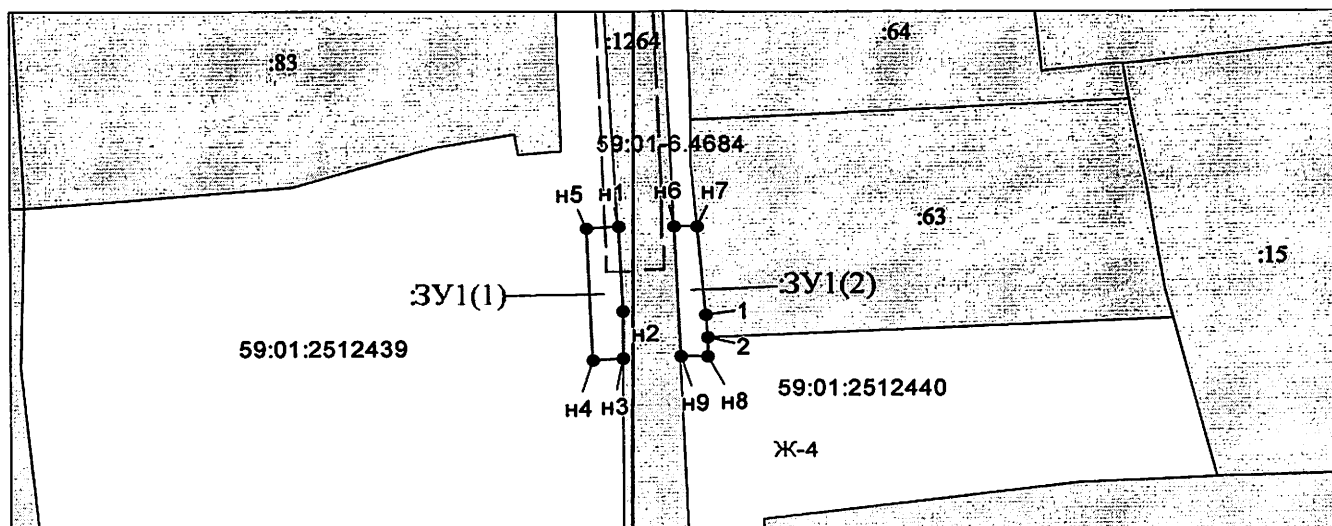 :1264
:64
:83
59:01-6.4684
н5
н1
н6
н7
:63
:15
:ЗУ1(1)
:ЗУ1(2)
1
н2
2
59:01:2512439
59:01:2512440
н4
н3
н9
н8
Ж-4